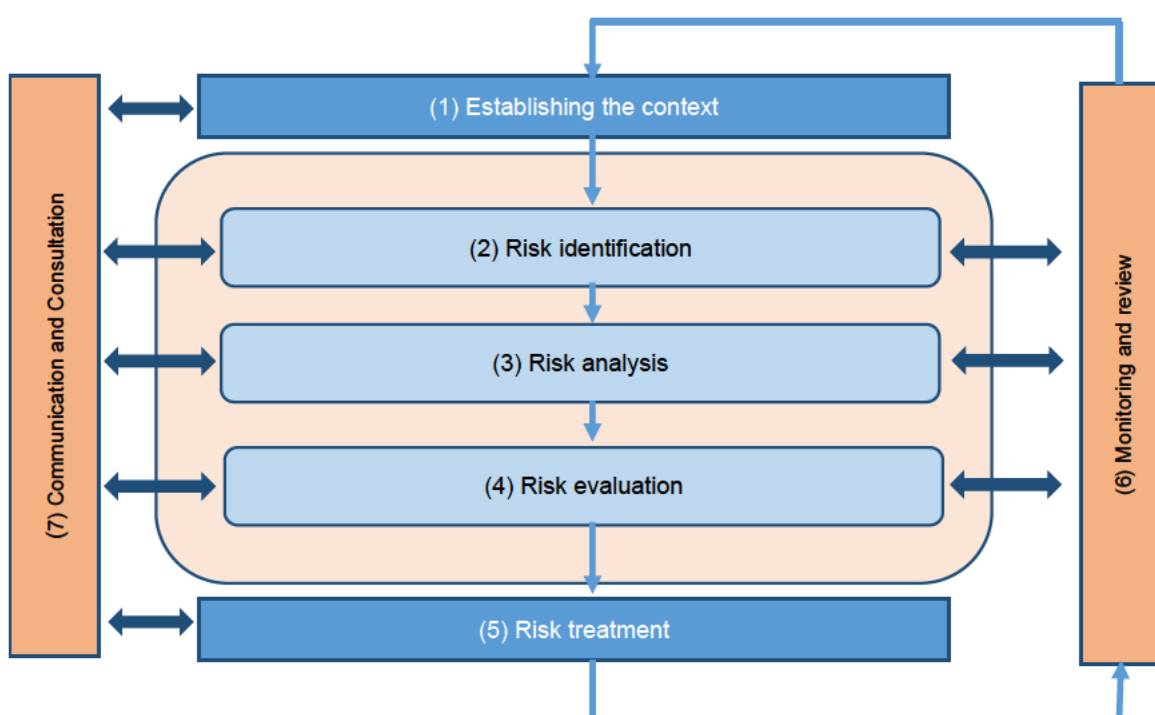 (1) Establishing the context
(2) Risk identification
(3) Risk analysis
(4) Risk evaluation
(5) Risk treatment
(7) Communication and Consultation
(6) Monitoring and review